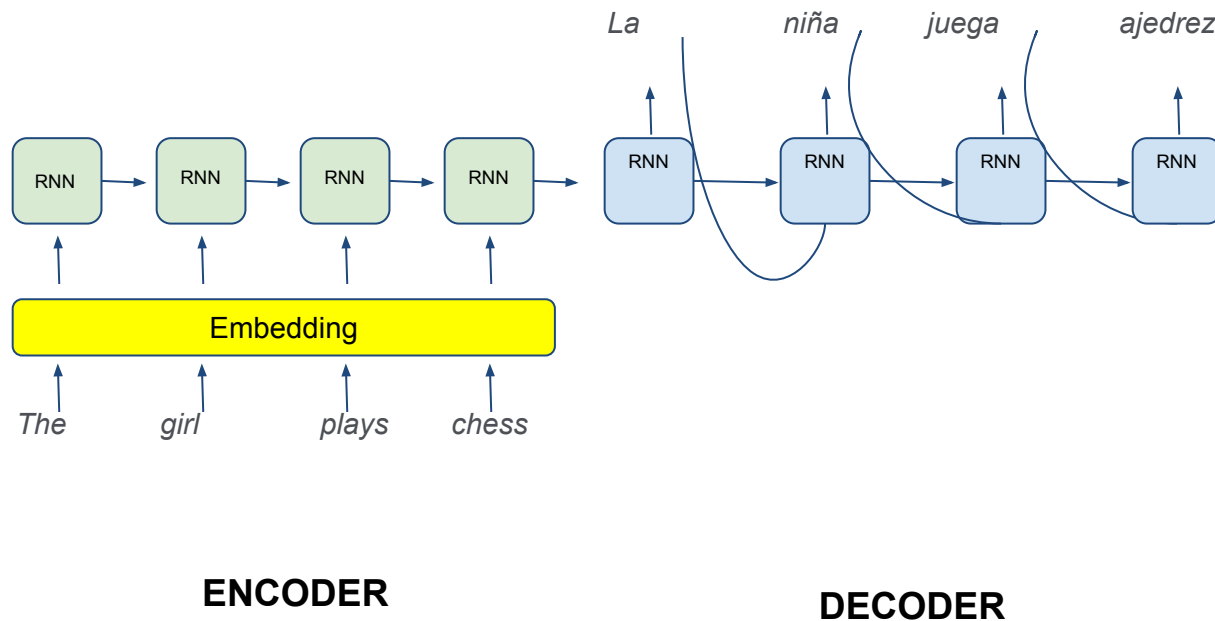 La niña juega ajedrez
RNN RNN RNN RNN RNN RNN RNN RNN
Embedding
The girl plays chess
ENCODER DECODER